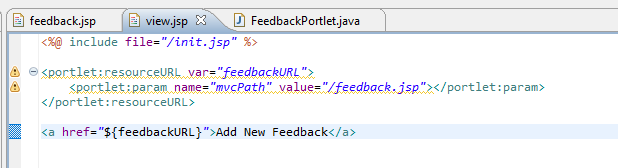 feedback.jsp view.jsp FeedbackPortlet.java
<%@ include file="/init.jsp" %>
<portlet:resourceURL var="feedbackURL">
<portlet:param name="mvcPath" value="/feedback.jsp"></portlet:param>
</portlet:resourceURL>
<a href="${feedbackURL}">Add New Feedback</a>